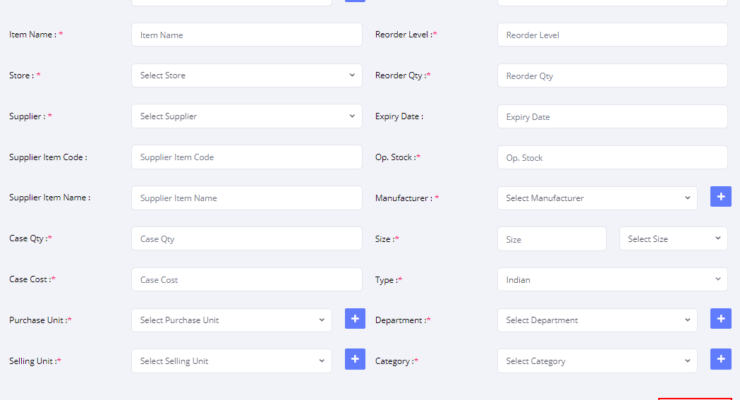 Item Name : * Item Name Reorder Level :* Reorder Level
Store : * Select Store Reorder Qty :* Reorder Qty
Supplier : * Select Supplier Expiry Date : Expiry Date
Supplier Item Code : Supplier Item Code Op. Stock :* Op. Stock
Supplier Item Name : Supplier Item Name Manufacturer : * Select Manufacturer +
Case Qty :* Case Qty Size :* Size Select Size
Case Cost :* Case Cost Type :* Indian
Purchase Unit :* Select Purchase Unit + Department :* Select Department +
Selling Unit :* Select Selling Unit + Category :* Select Category +